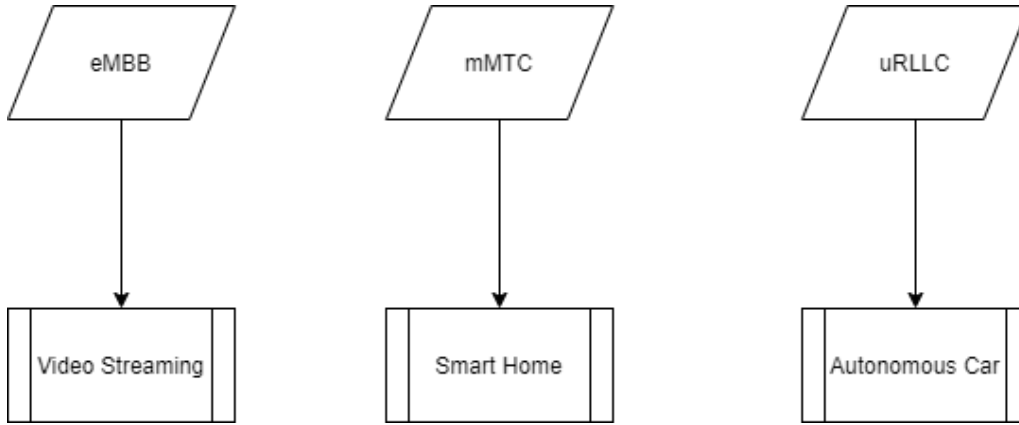 eMBB
mMTC
uRLLC
Video Streaming
Smart Home
Autonomous Car